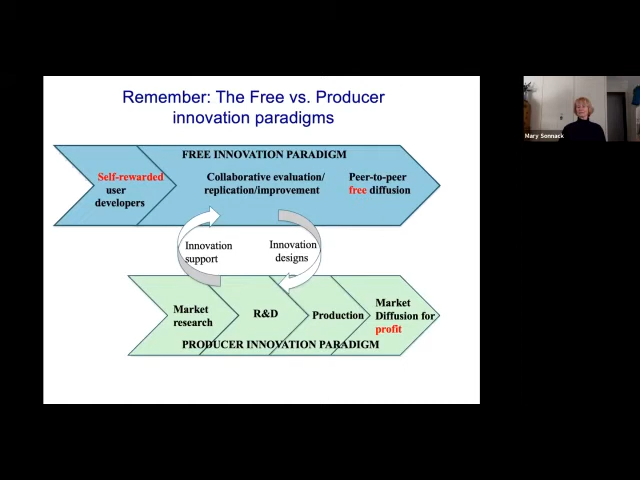 Remember: The Free vs. Producer
innovation paradigms
FREE INNOVATION PARADIGM
Self-rewarded
user
developers
Collaborative evaluation/
replication/improvement
Peer-to-peer
free diffusion
Innovation
support
Innovation
designs
Market
research
R&D
Production
Market
Diffusion for
profit
PRODUCER INNOVATION PARADIGM
Mary Sonnack